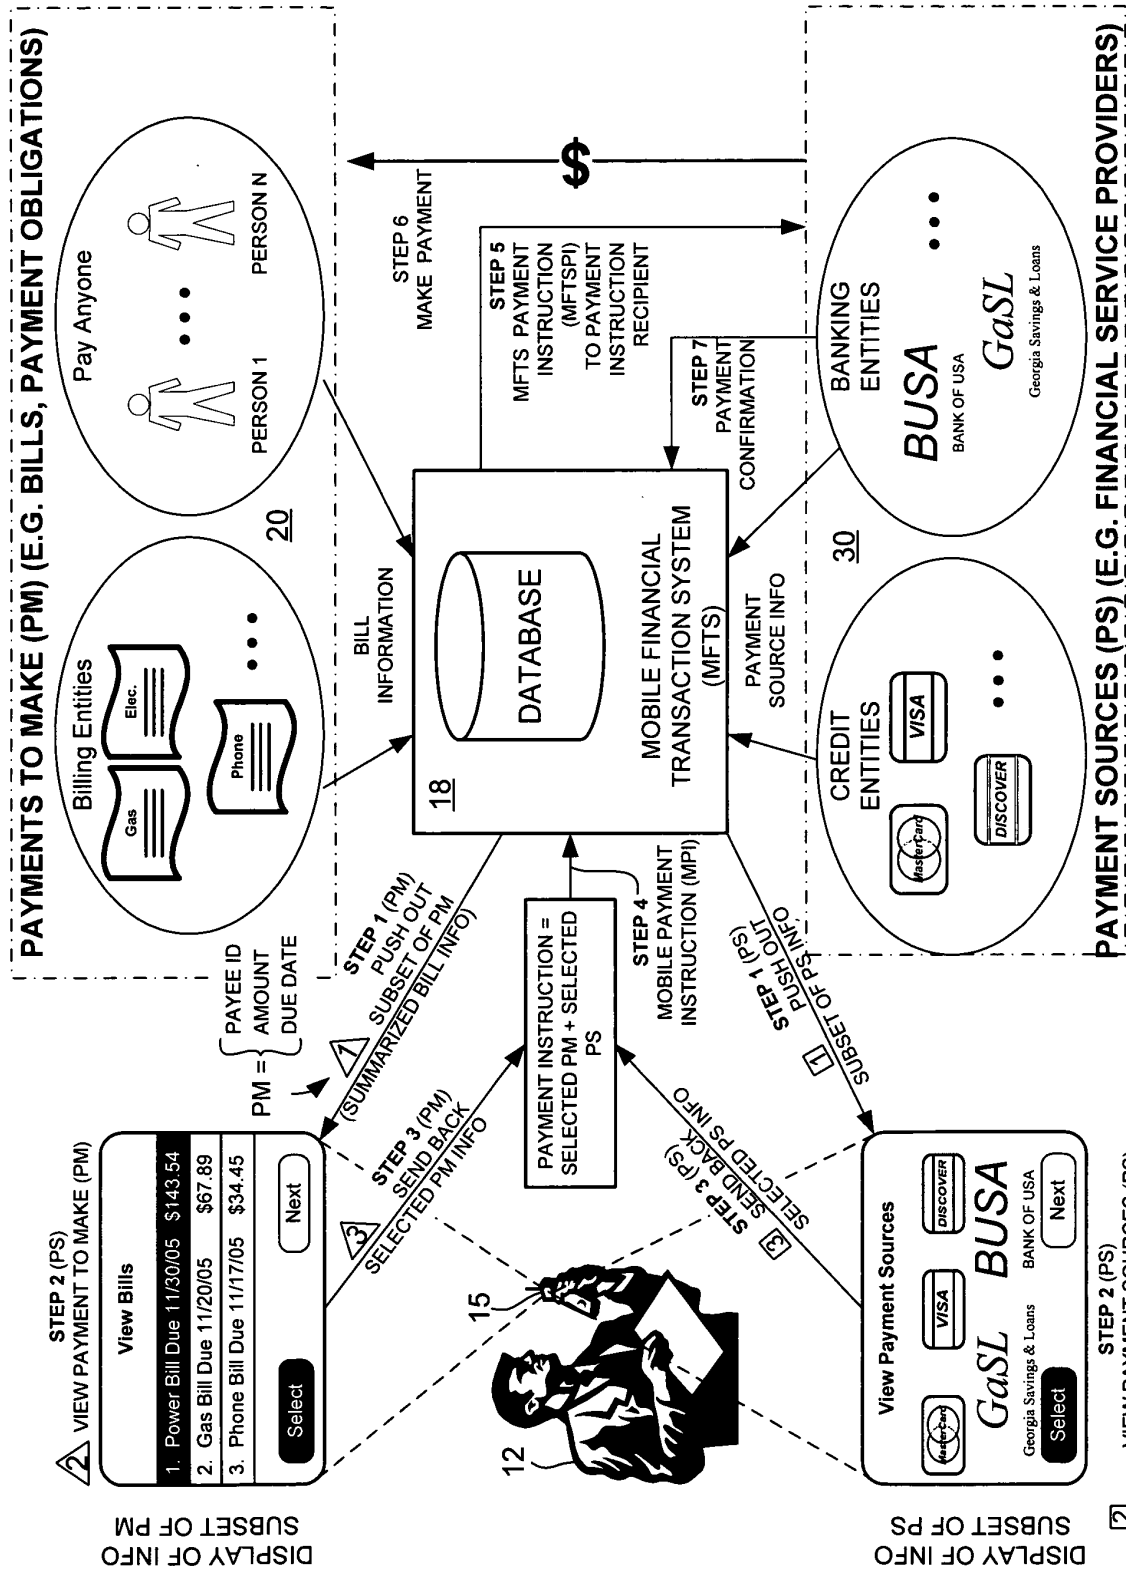 PAYMENTS TO MAKE (PM) (E.G. BILLS, PAYMENT OBLIGATIONS)
Billing Entities
Gas
Elec.
Phone
20
Pay Anyone
PERSON 1
PERSON N
STEP 2 (PS)
2 VIEW PAYMENT TO MAKE (PM)
DISPLAY OF INFO
SUBSET OF PM
View Bills
1. Power Bill Due 11/30/05 $143.54
2. Gas Bill Due 11/20/05 $67.89
3. Phone Bill Due 11/17/05 $34.45
Select
Next
PM =
PAYEE ID
AMOUNT
DUE DATE
1
STEP 1 (PM)
PUSH OUT
SUBSET OF PM
(SUMMARIZED BILL INFO)
3
STEP 3 (PM)
SEND BACK
SELECTED PM INFO
BILL
INFORMATION
STEP 6
MAKE PAYMENT
$
STEP 5
MFTS PAYMENT
INSTRUCTION
(MFTSPI)
TO PAYMENT
INSTRUCTION
RECIPIENT
18
DATABASE
MOBILE FINANCIAL
TRANSACTION SYSTEM
(MFTS)
PAYMENT INSTRUCTION =
SELECTED PM + SELECTED
PS
STEP 4
MOBILE PAYMENT
INSTRUCTION (MPI)
15
12
STEP 7
PAYMENT
CONFIRMATION
PAYMENT
SOURCE INFO
1
STEP 1 (PS)
PUSH OUT
SUBSET OF PS INFO
3
STEP 3 (PS)
SEND BACK
SELECTED PS INFO
DISPLAY OF INFO
SUBSET OF PS
View Payment Sources
MasterCard
VISA
DISCOVER
GaSL
Georgia Savings & Loans
BUSA
BANK OF USA
Select
Next
STEP 2 (PS)
2 VIEW PAYMENT SOURCES (PS)
CREDIT
ENTITIES
MasterCard
VISA
DISCOVER
30
BANKING
ENTITIES
BUSA
BANK OF USA
GaSL
Georgia Savings & Loans
PAYMENT SOURCES (PS) (E.G. FINANCIAL SERVICE PROVIDERS)